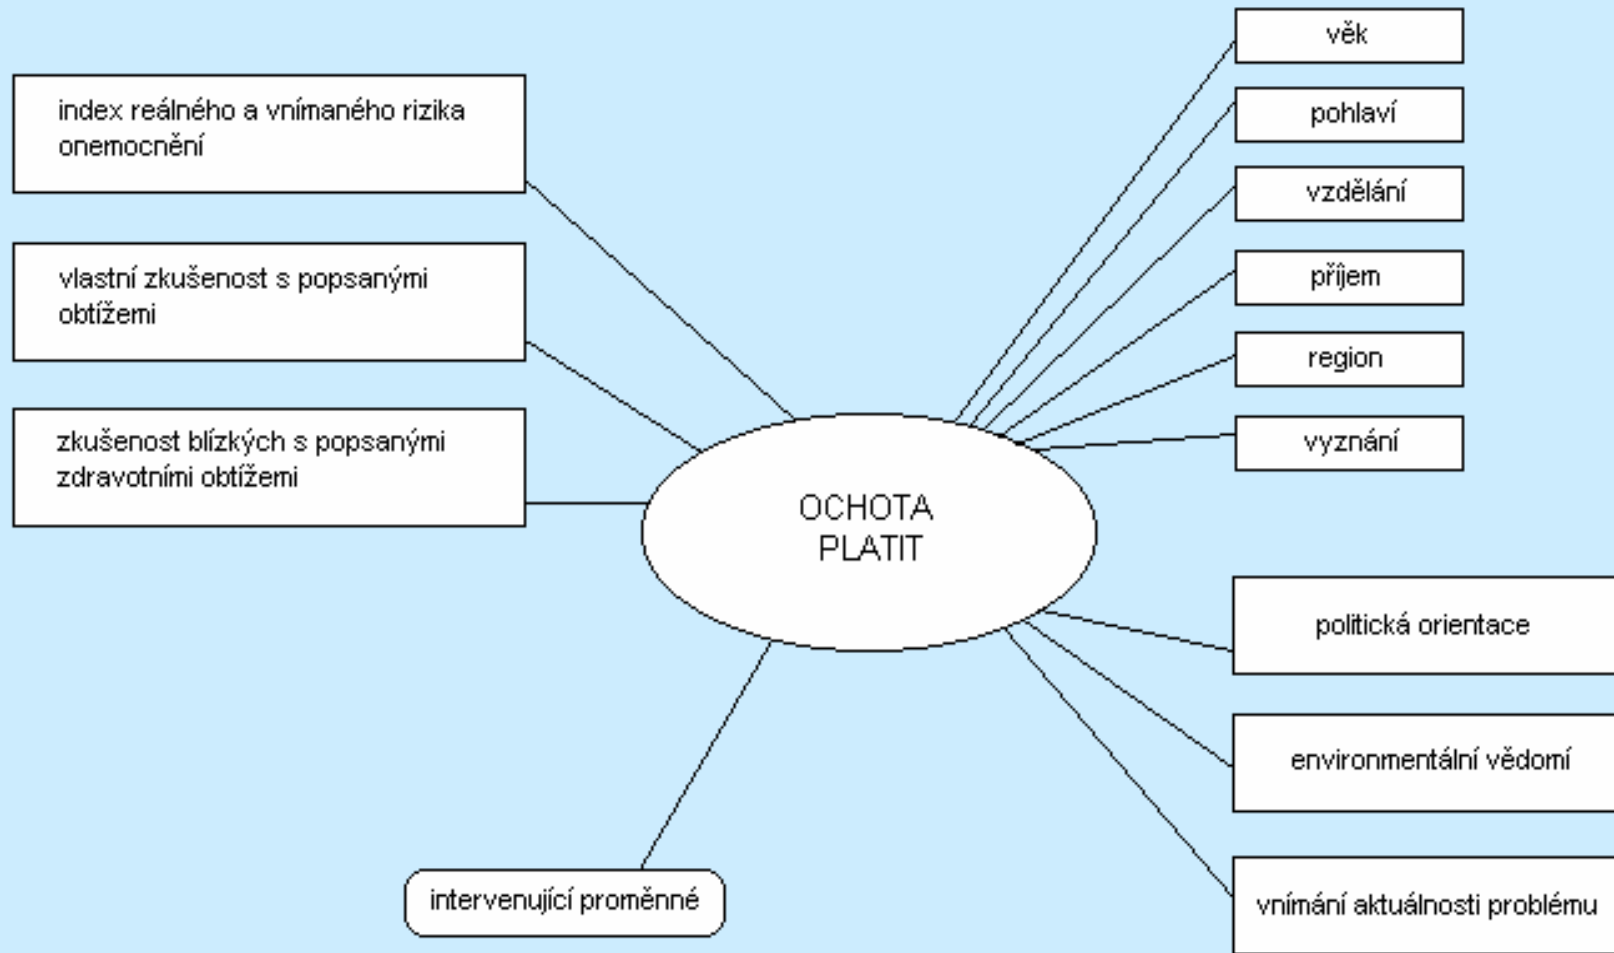 index reálného a vnímaného rizika
onemocnění
vlastní zkušenost s popsanými
obtížemi
zkušenost blízkých s popsanými
zdravotními obtížemi
věk
pohlaví
vzdělání
příjem
region
vyznání
OCHOTA
PLATIT
politická orientace
environmentální vědomí
vnímání aktuálnosti problému
intervenující proměnné